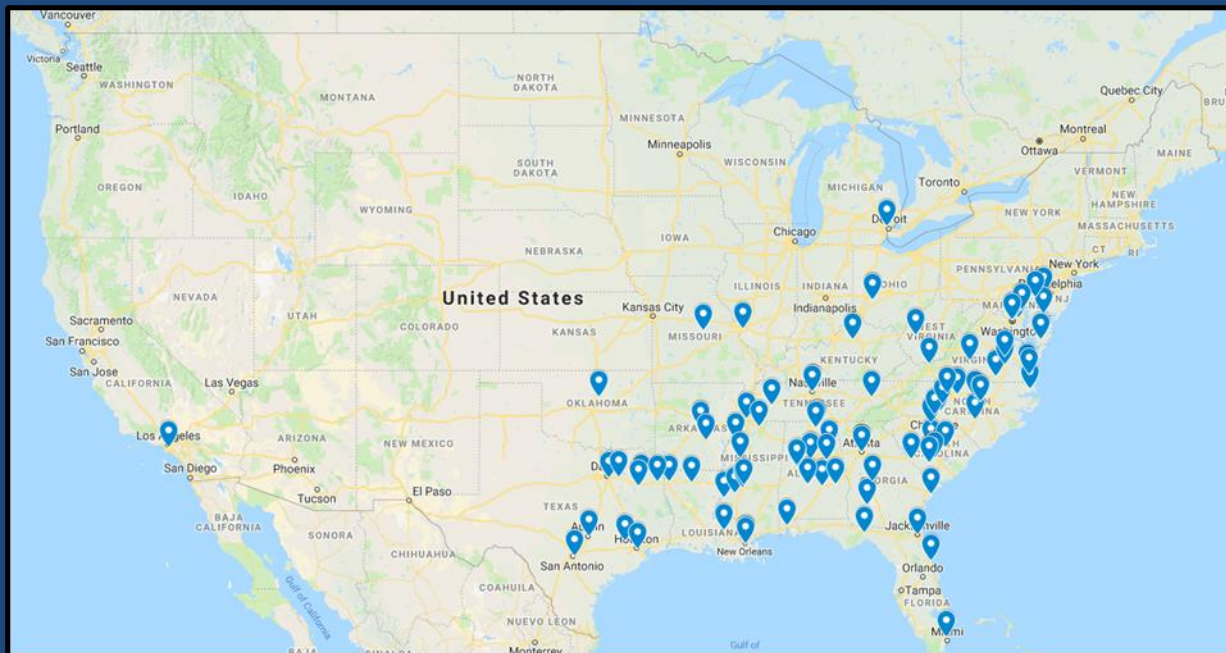 Vancouver
Victoria
Seattle
WASHINGTON
NORTH
DAKOTA
MONTANA
MINNESOTA
Quebec City
Portland
Minneapolis
Montreal
Ottawa
MAINE
OREGON
IDAHO
SOUTH
DAKOTA
WISCONSIN
MICHIGAN
Toronto
VERMONT
NEW
HAMPSHIRE
WYOMING
NEW YORK
MASSACHUSETTS
IOWA
Chicago
CT
RI
NEBRASKA
PENNSYLVANIA
New York
NEVADA
UTAH
United States
ILLINOIS
INDIANA
OHIO
NJ
Indianapolis
Kansas City
Sacramento
COLORADO
KANSAS
MISSOURI
WEST
VIRGINIA
San Francisco
San Jose
KENTUCKY
VIRGINIA
CALIFORNIA
Las Vegas
OKLAHOMA
Nashville
TENNESSEE
NORTH
CAROLINA
Los Angeles
ARIZONA
NEW MEXICO
ARKANSAS
Atlanta
MISSISSIPPI
San Diego
Phoenix
Tucson
El Paso
TEXAS
GEORGIA
BAJA
CALIFORNIA
SONORA
Austin
LOUISIANA
Jacksonville
CHIHUAHUA
Houston
New Orleans
San Antonio
Orlando
Tampa
FLORIDA
COAHUILA
Gulf of California
NUEVO LEON
Miami
Monterrey
Gulf of